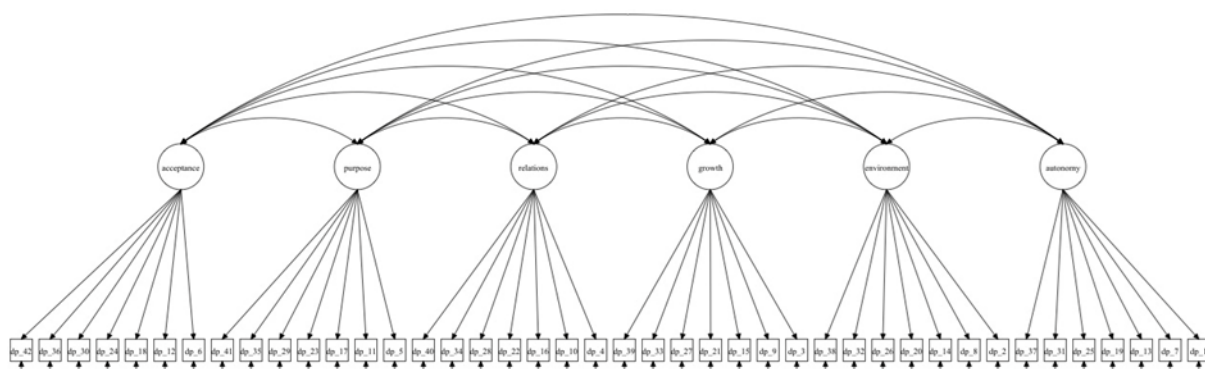 acceptance purpose relations growth environment autonomy
dp_42 dp_36 dp_30 dp_24 dp_18 dp_12 dp_6 dp_41 dp_35 dp_29 dp_23 dp_17 dp_11 dp_5 dp_40 dp_34 dp_28 dp_22 dp_16 dp_10 dp_4 dp_39 dp_33 dp_27 dp_21 dp_15 dp_9 dp_3 dp_38 dp_32 dp_26 dp_20 dp_14 dp_8 dp_2 dp_37 dp_31 dp_25 dp_19 dp_13 dp_7 dp_1